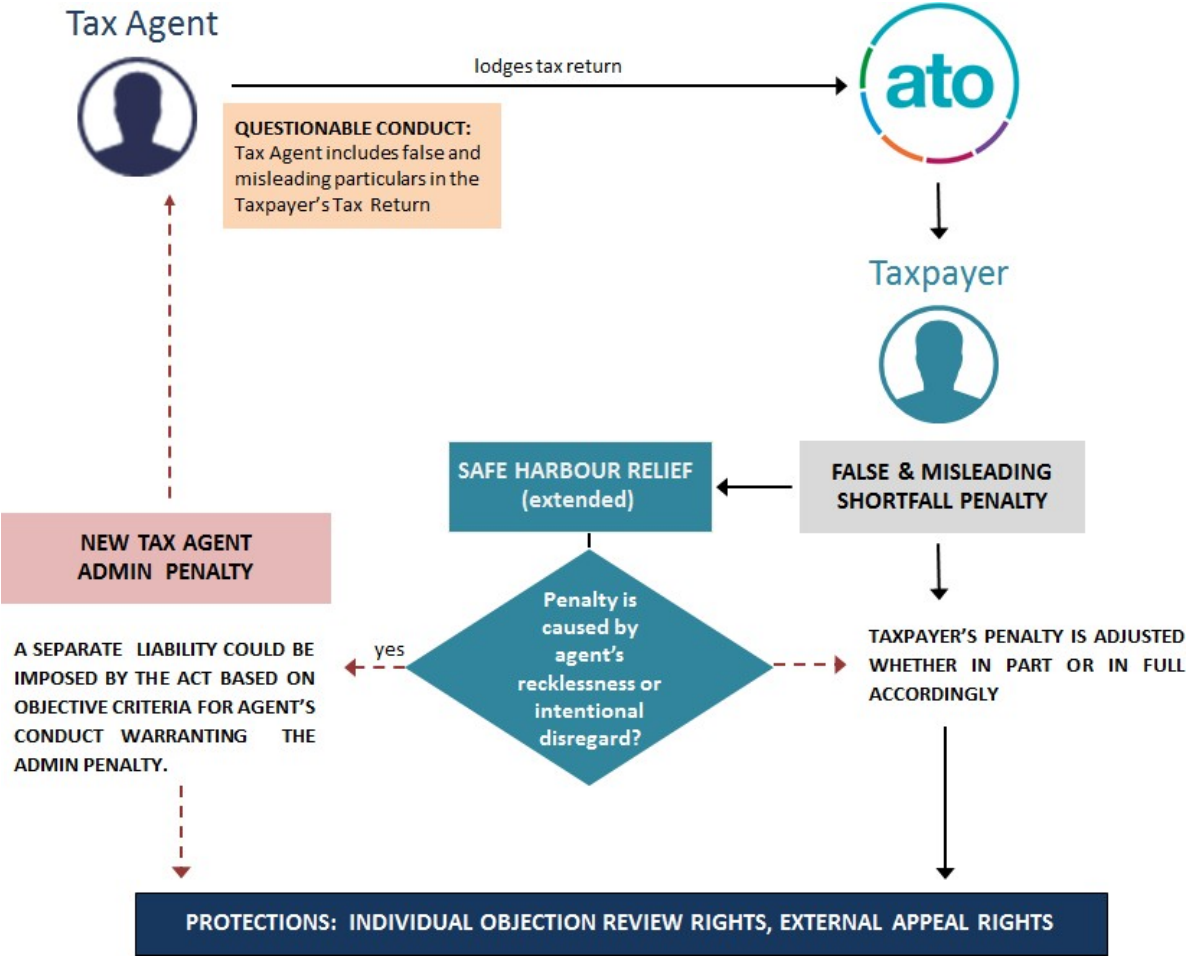 Tax Agent
lodges tax return
ato
QUESTIONABLE CONDUCT:
Tax Agent includes false and
misleading particulars in the
Taxpayer's Tax Return
Taxpayer
SAFE HARBOUR RELIEF
(extended)
FALSE & MISLEADING
SHORTFALL PENALTY
NEW TAX AGENT
ADMIN PENALTY
Penalty is
caused by
agent's
recklessness or
intentional
disregard?
yes
A SEPARATE LIABILITY COULD BE
IMPOSED BY THE ACT BASED ON
OBJECTIVE CRITERIA FOR AGENT'S
CONDUCT WARRANTING THE
ADMIN PENALTY.
TAXPAYER'S PENALTY IS ADJUSTED
WHETHER IN PART OR IN FULL
ACCORDINGLY
PROTECTIONS: INDIVIDUAL OBJECTION REVIEW RIGHTS, EXTERNAL APPEAL RIGHTS